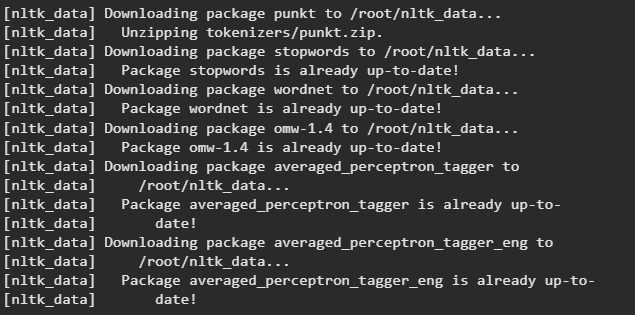 [nltk_data] Downloading package punkt to /root/nltk_data...
[nltk_data]   Unzipping tokenizers/punkt.zip.
[nltk_data] Downloading package stopwords to /root/nltk_data...
[nltk_data]   Package stopwords is already up-to-date!
[nltk_data] Downloading package wordnet to /root/nltk_data...
[nltk_data]   Package wordnet is already up-to-date!
[nltk_data] Downloading package omw-1.4 to /root/nltk_data...
[nltk_data]   Package omw-1.4 is already up-to-date!
[nltk_data] Downloading package averaged_perceptron_tagger to
[nltk_data]     /root/nltk_data...
[nltk_data]   Package averaged_perceptron_tagger is already up-to-
[nltk_data]       date!
[nltk_data] Downloading package averaged_perceptron_tagger_eng to
[nltk_data]     /root/nltk_data...
[nltk_data]   Package averaged_perceptron_tagger_eng is already up-to-
[nltk_data]       date!